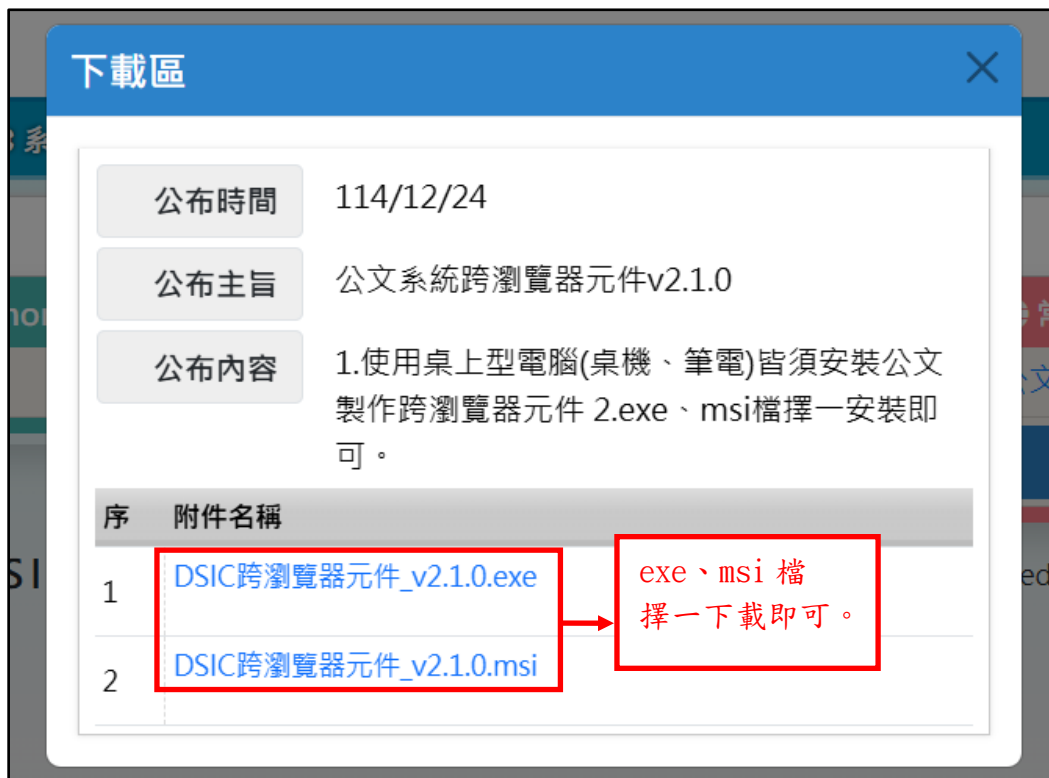 下載區
系
公布時間
114/12/24
公布主旨
公文系統跨瀏覽器元件v2.1.0
公布內容
1.使用桌上型電腦(桌機、筆電)皆須安裝公文
製作跨瀏覽器元件 2.exe、msi檔擇一安裝即
可。
序 附件名稱
1 DSIC跨瀏覽器元件_v2.1.0.exe
2 DSIC跨瀏覽器元件_v2.1.0.msi
exe、msi 檔
擇一下載即可。